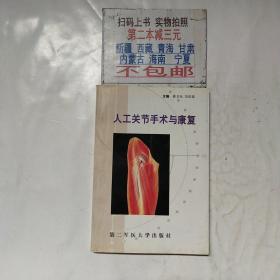 扫码上书 实物拍照
第二本减三元
新疆 西藏 青海 甘肃
内蒙古 海南 宁夏
不包邮
主编
人工关节手术与康复
第二军医大学出版社